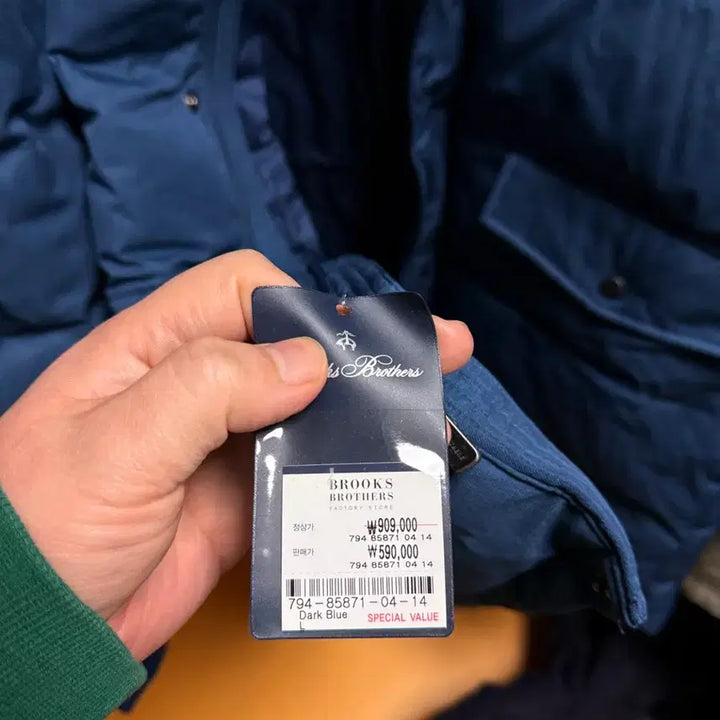 ks Brothers
BROOKS
BROTHERS
FACTORY STORE
정상가 ₩909,000
794 85871 04 14
판매가 ₩590,000
794 85871 04 14
794-85871-04-14
Dark Blue
L SPECIAL VALUE